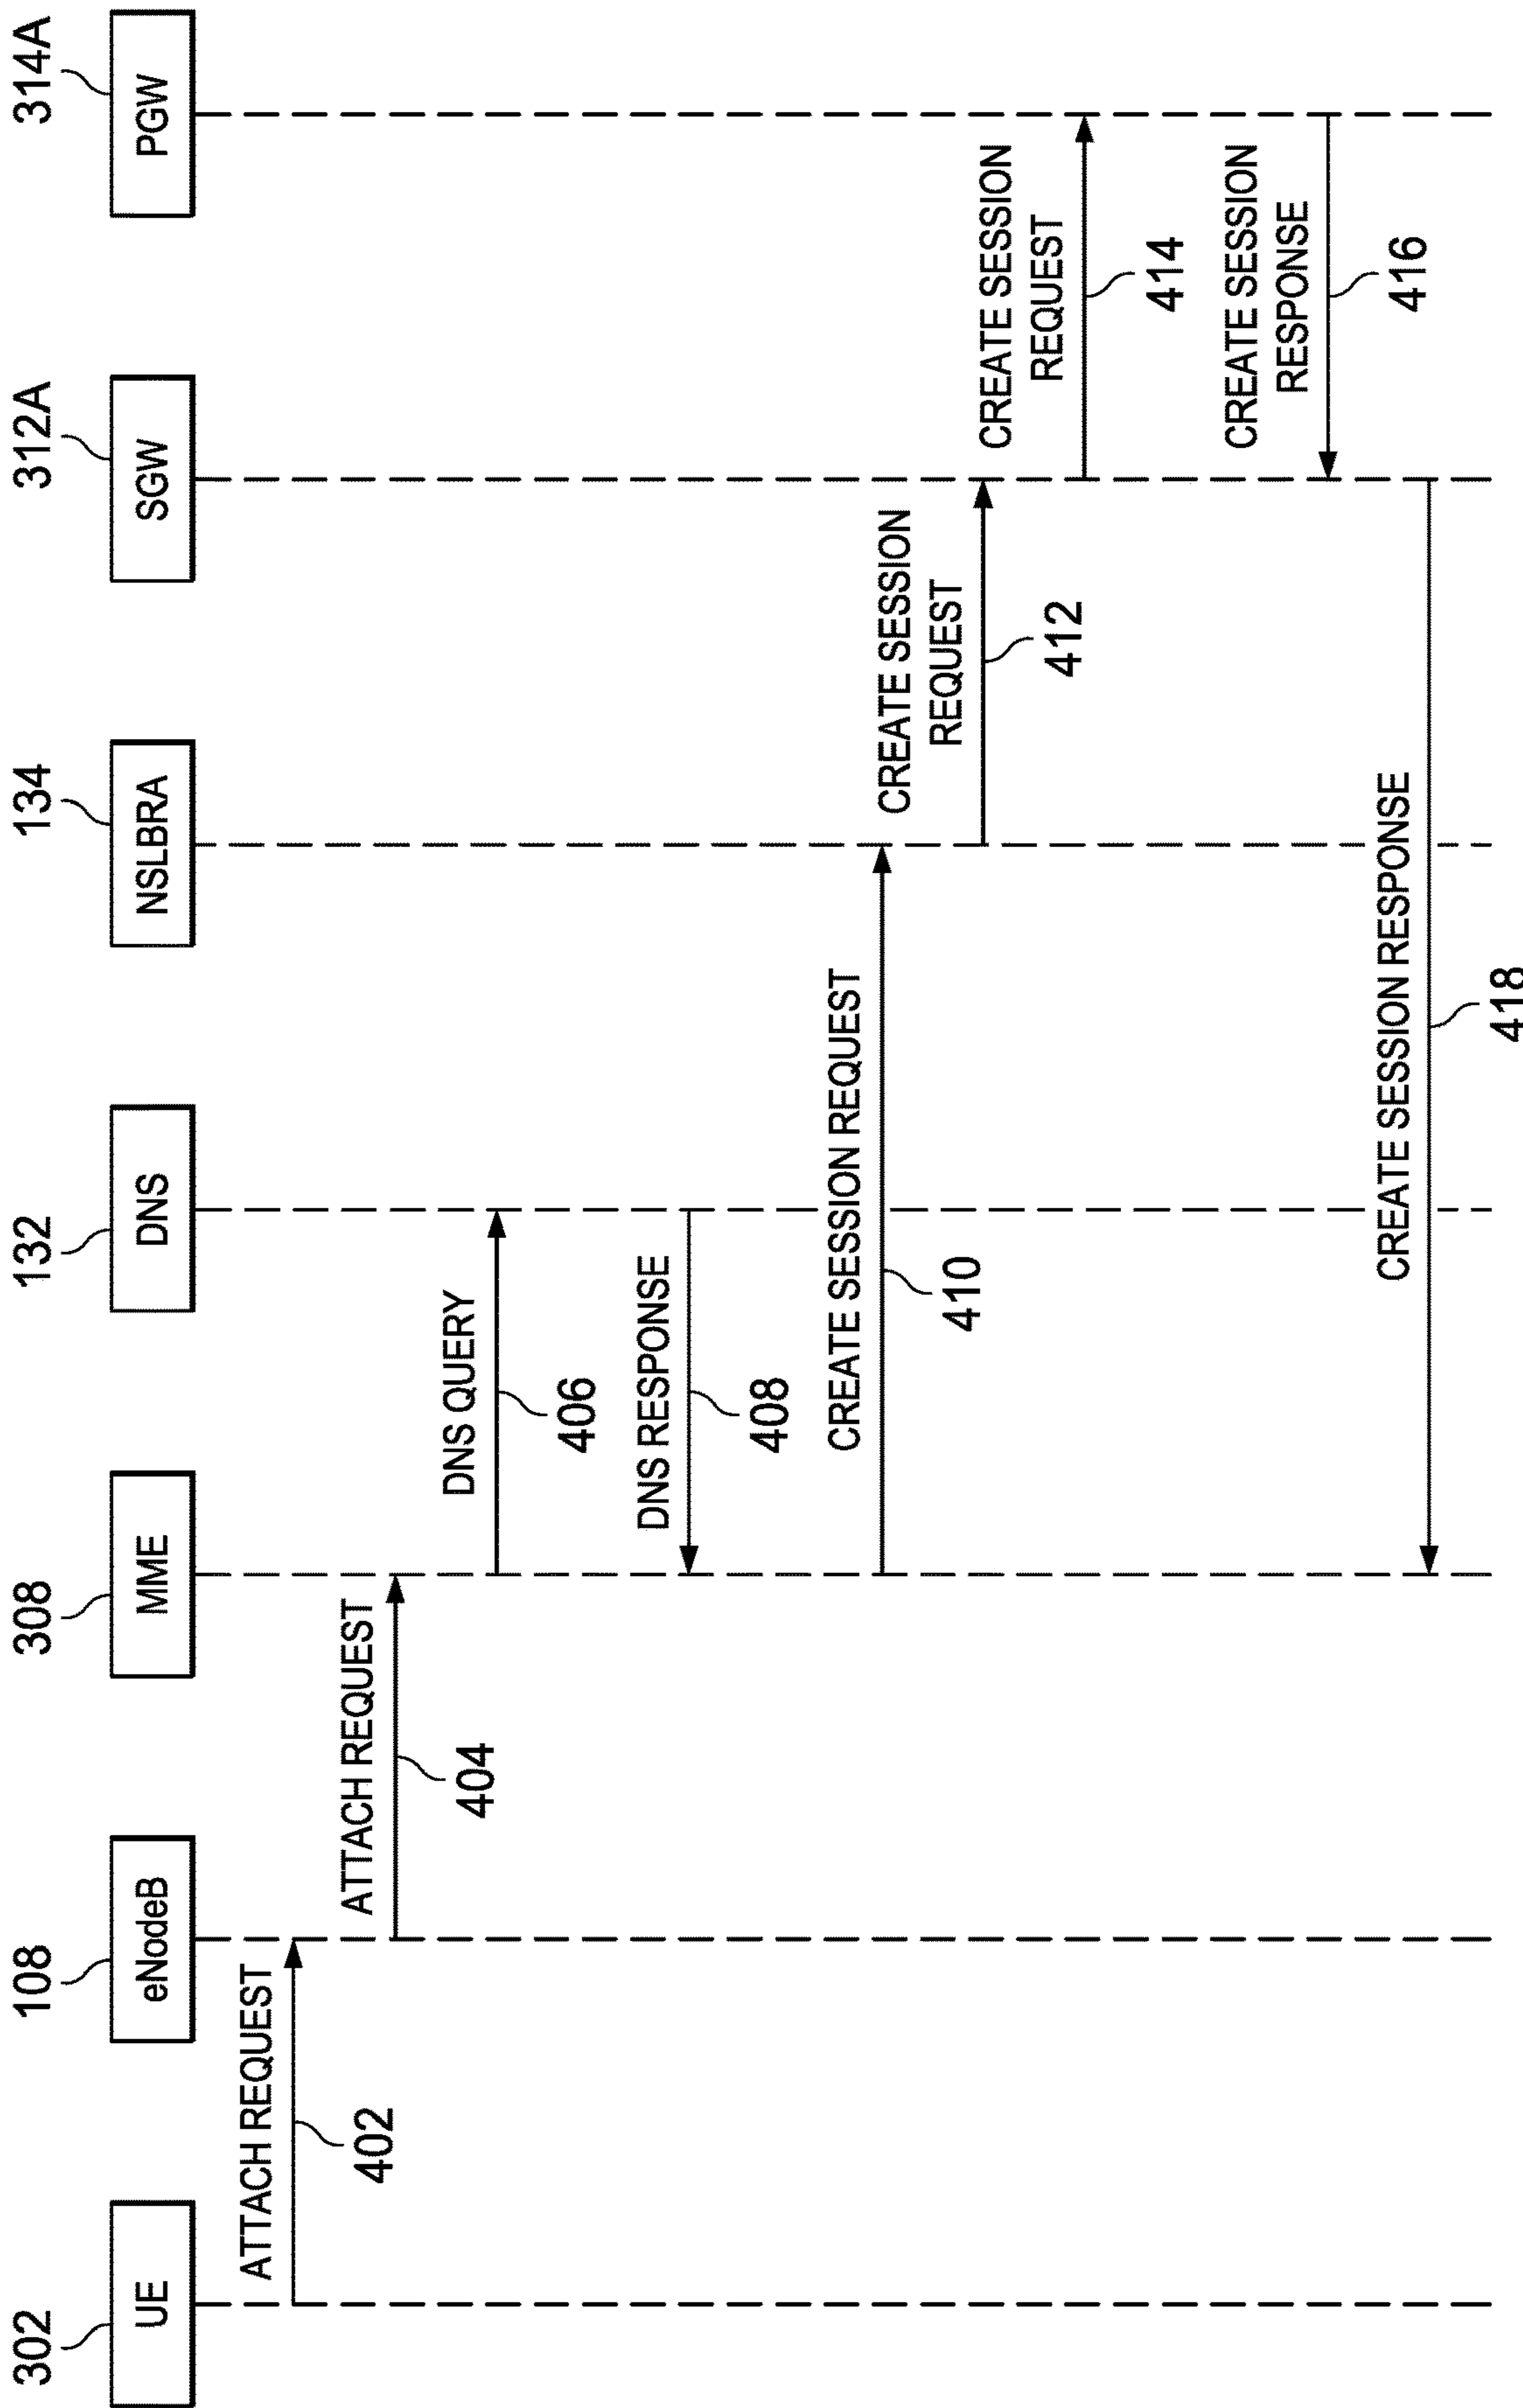 302
108
308
132
134
312A
314A
UE
eNodeB
MME
DNS
NSLBRA
SGW
PGW
ATTACH REQUEST
402
ATTACH REQUEST
404
DNS QUERY
406
DNS RESPONSE
408
CREATE SESSION REQUEST
410
CREATE SESSION
REQUEST
412
CREATE SESSION
REQUEST
414
CREATE SESSION
RESPONSE
416
CREATE SESSION RESPONSE
418